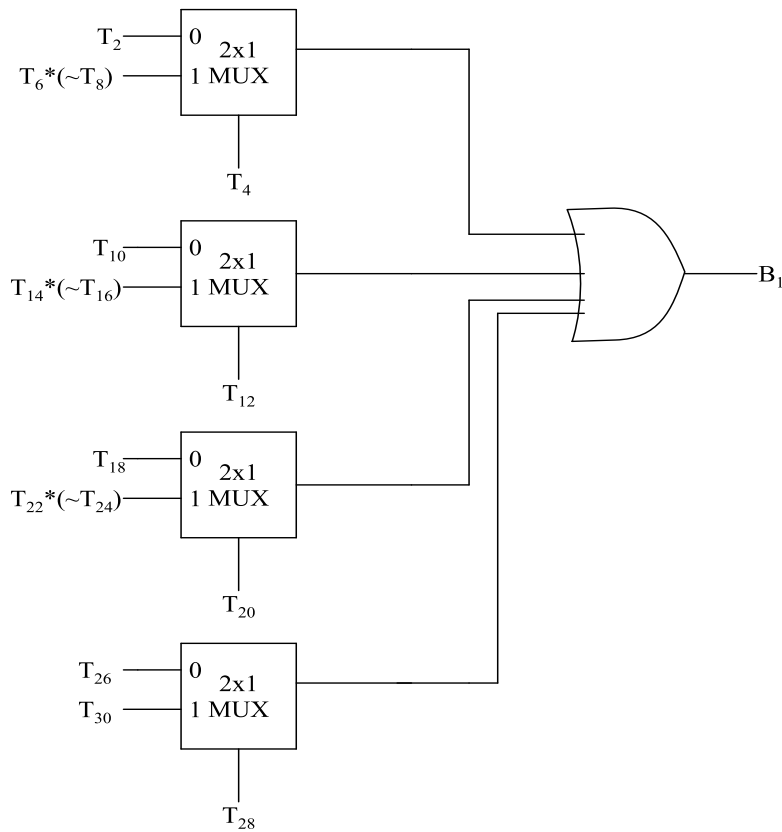 T₂ 0
2x1
T₆*(~T₈) 1 MUX
T₄
T₁₀ 0
2x1
T₁₄*(~T₁₆) 1 MUX
B₁
T₁₂
T₁₈ 0
2x1
T₂₂*(~T₂₄) 1 MUX
T₂₀
T₂₆ 0
2x1
T₃₀ 1 MUX
T₂₈